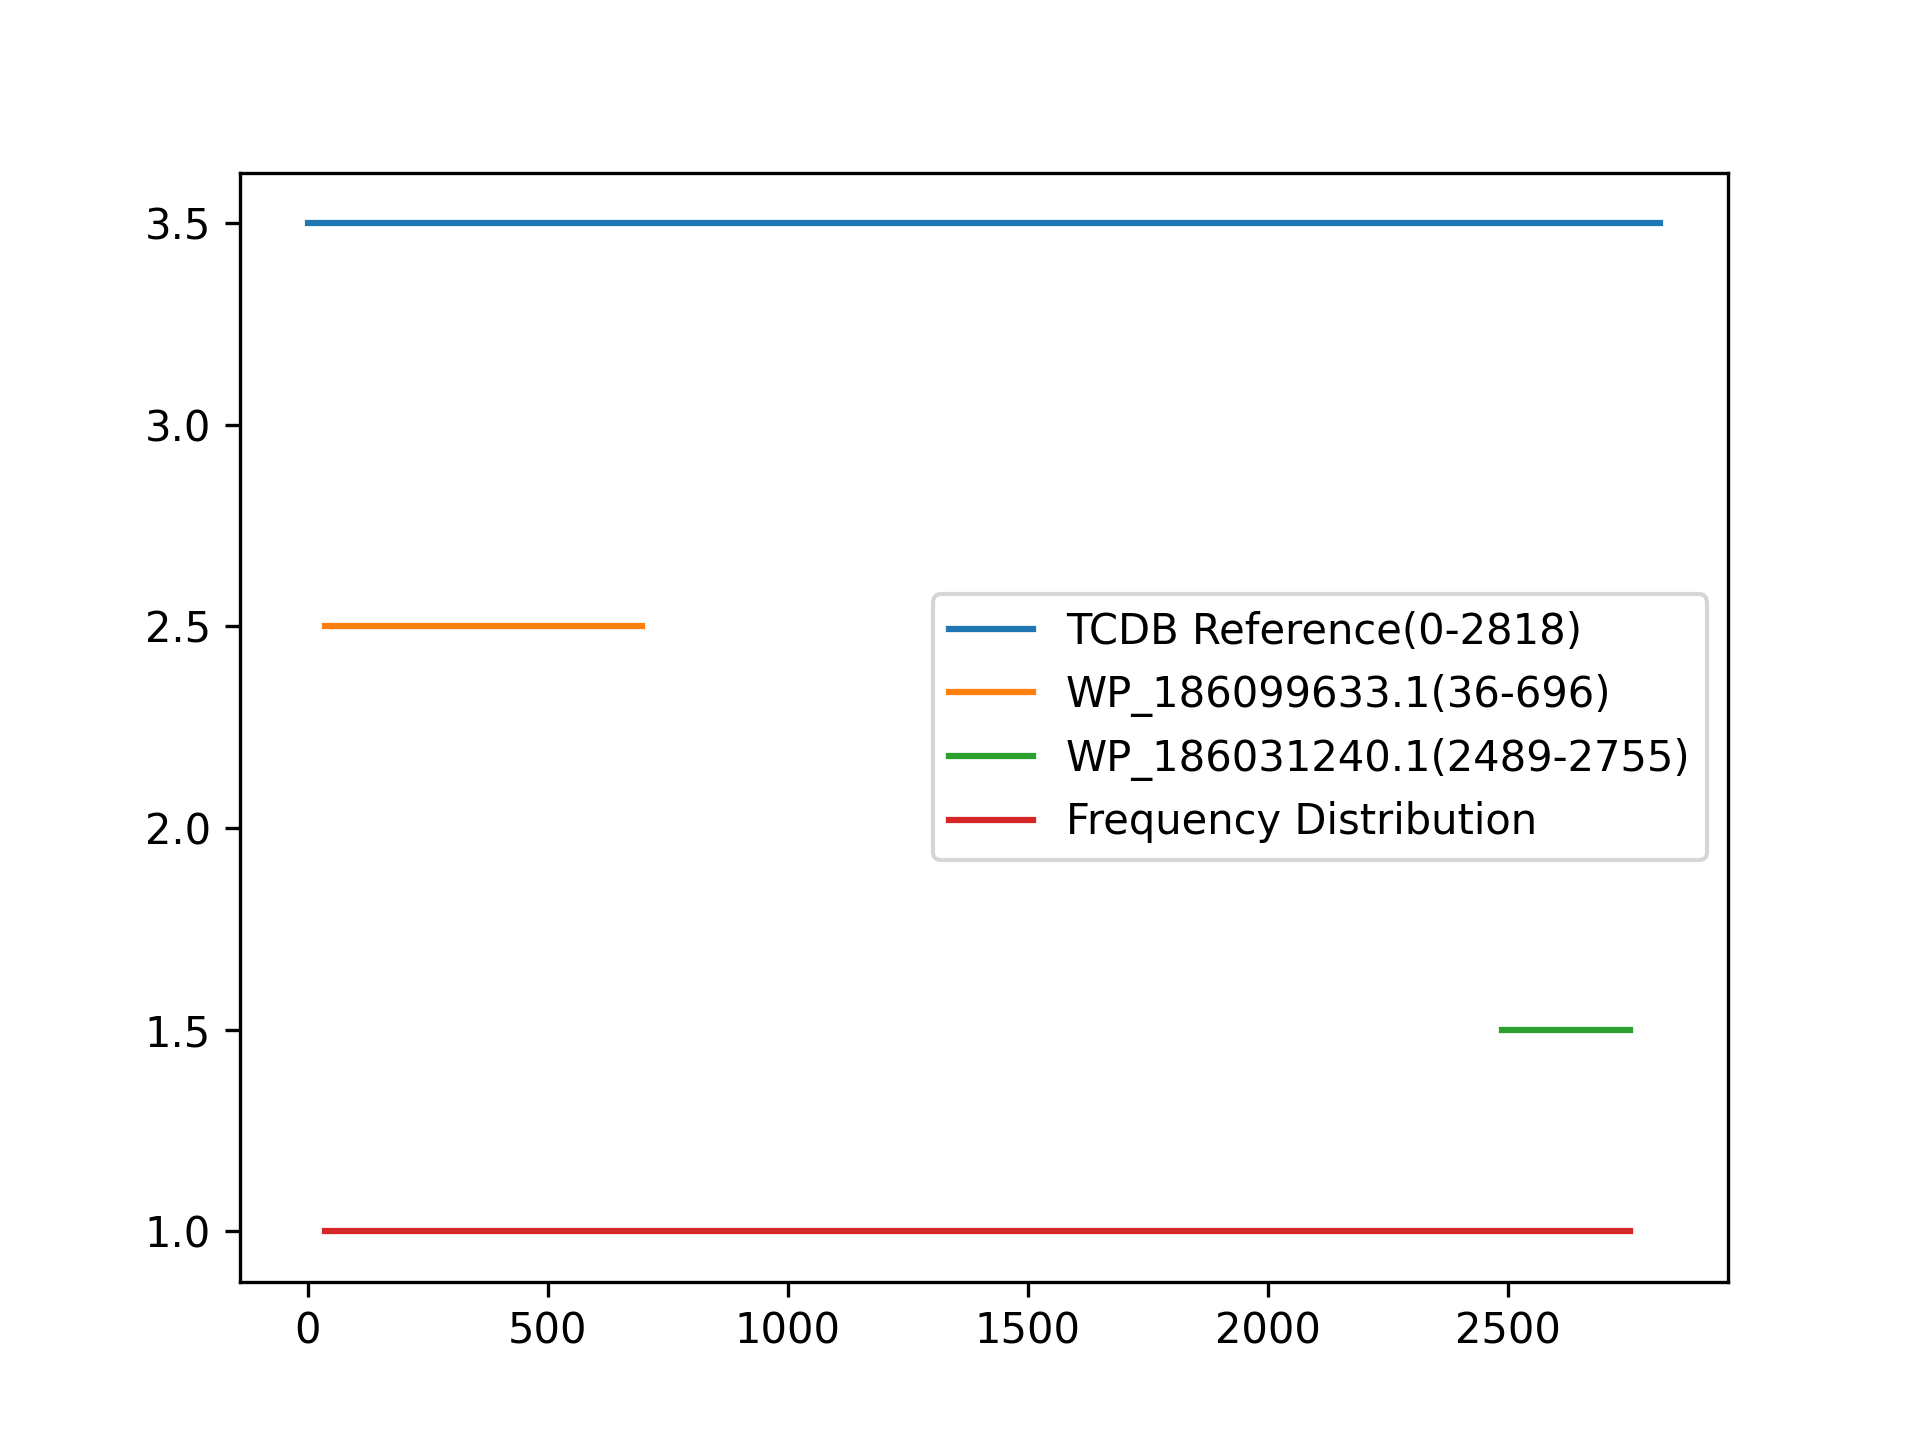 3.5
3.0
2.5
2.0
1.5
1.0
TCDB Reference(0-2818)
WP_186099633.1(36-696)
WP_186031240.1(2489-2755)
Frequency Distribution
0 500 1000 1500 2000 2500